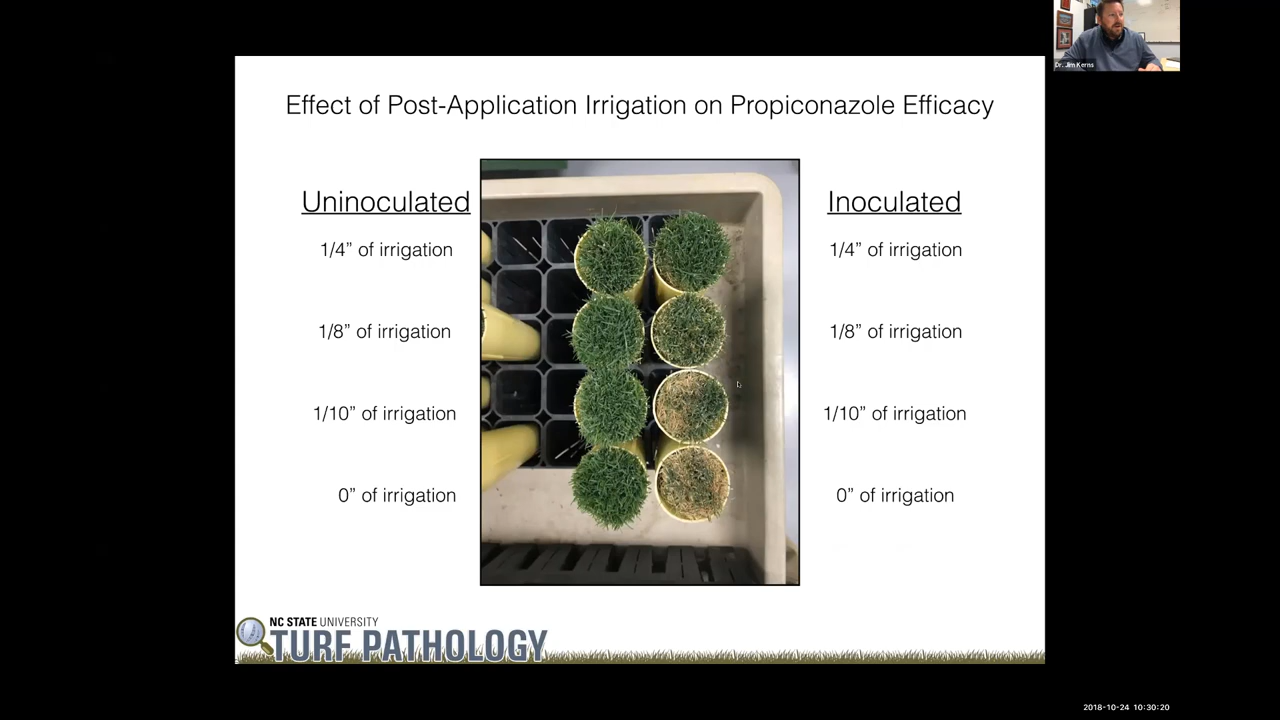 Dr. Jim Kerns
Effect of Post-Application Irrigation on Propiconazole Efficacy
Uninoculated
1/4” of irrigation
1/8” of irrigation
1/10” of irrigation
0” of irrigation
Inoculated
1/4” of irrigation
1/8” of irrigation
1/10” of irrigation
0” of irrigation
NC STATE UNIVERSITY
TURF PATHOLOGY
2018-10-24 10:30:20